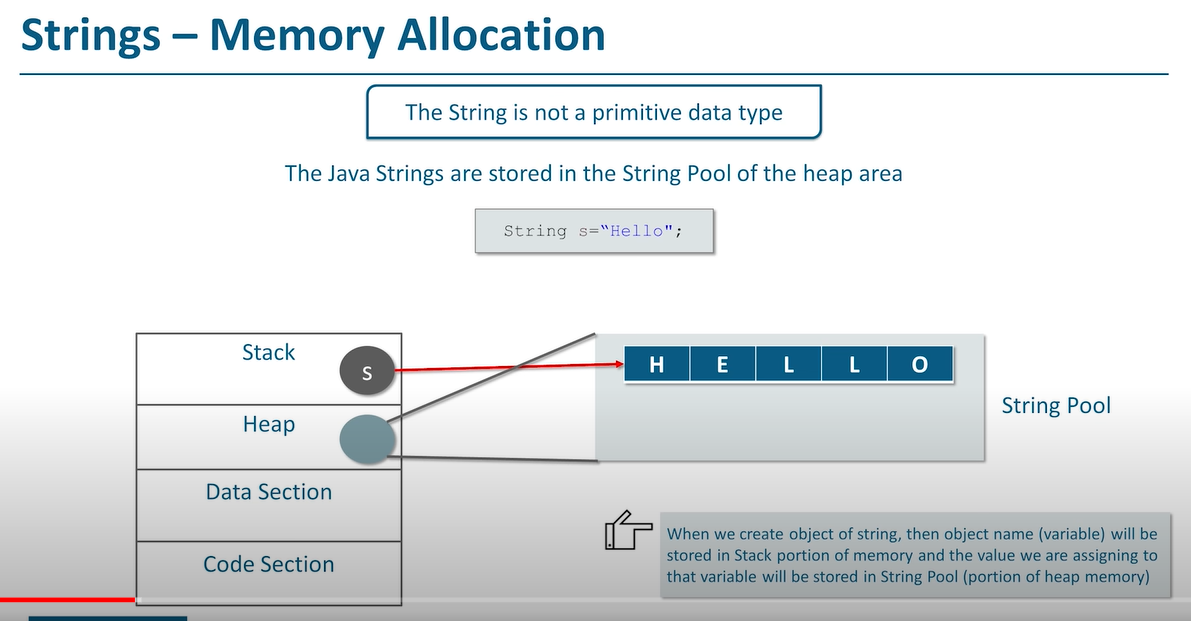 Strings – Memory Allocation
The String is not a primitive data type
The Java Strings are stored in the String Pool of the heap area
String s=“Hello";
Stack
s
H E L L O
Heap
String Pool
Data Section
Code Section
When we create object of string, then object name (variable) will be
stored in Stack portion of memory and the value we are assigning to
that variable will be stored in String Pool (portion of heap memory)